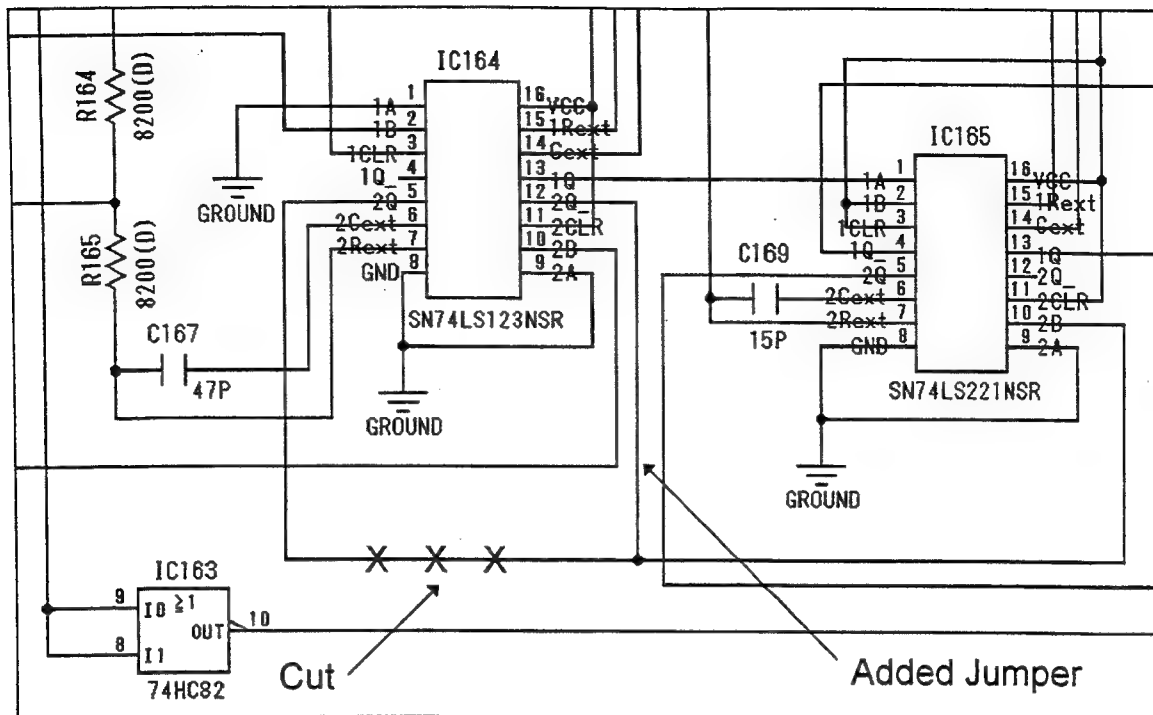 R164
8200(D)
R165
8200(D)
C167
47P
GROUND
IC164
1 1A
2 1B
3 1CLR
4 1Q_
5 2Q
6 2Cext
7 2Rext
8 GND
16 VCC
15 1Rext
14 Cext
13 1Q
12 2Q_
11 2CLR
10 2B
9 2A
SN74LS123NSR
GROUND
IC165
1 1A
2 1B
3 1CLR
4 1Q_
5 2Q
6 2Cext
7 2Rext
8 GND
16 VCC
15 1Rext
14 Cext
13 1Q
12 2Q_
11 2CLR
10 2B
9 2A
SN74LS221NSR
C169
15P
GROUND
X X X
IC163
9 I0 ≧1
OUT 10
8 I1
74HC82
Cut
Added Jumper